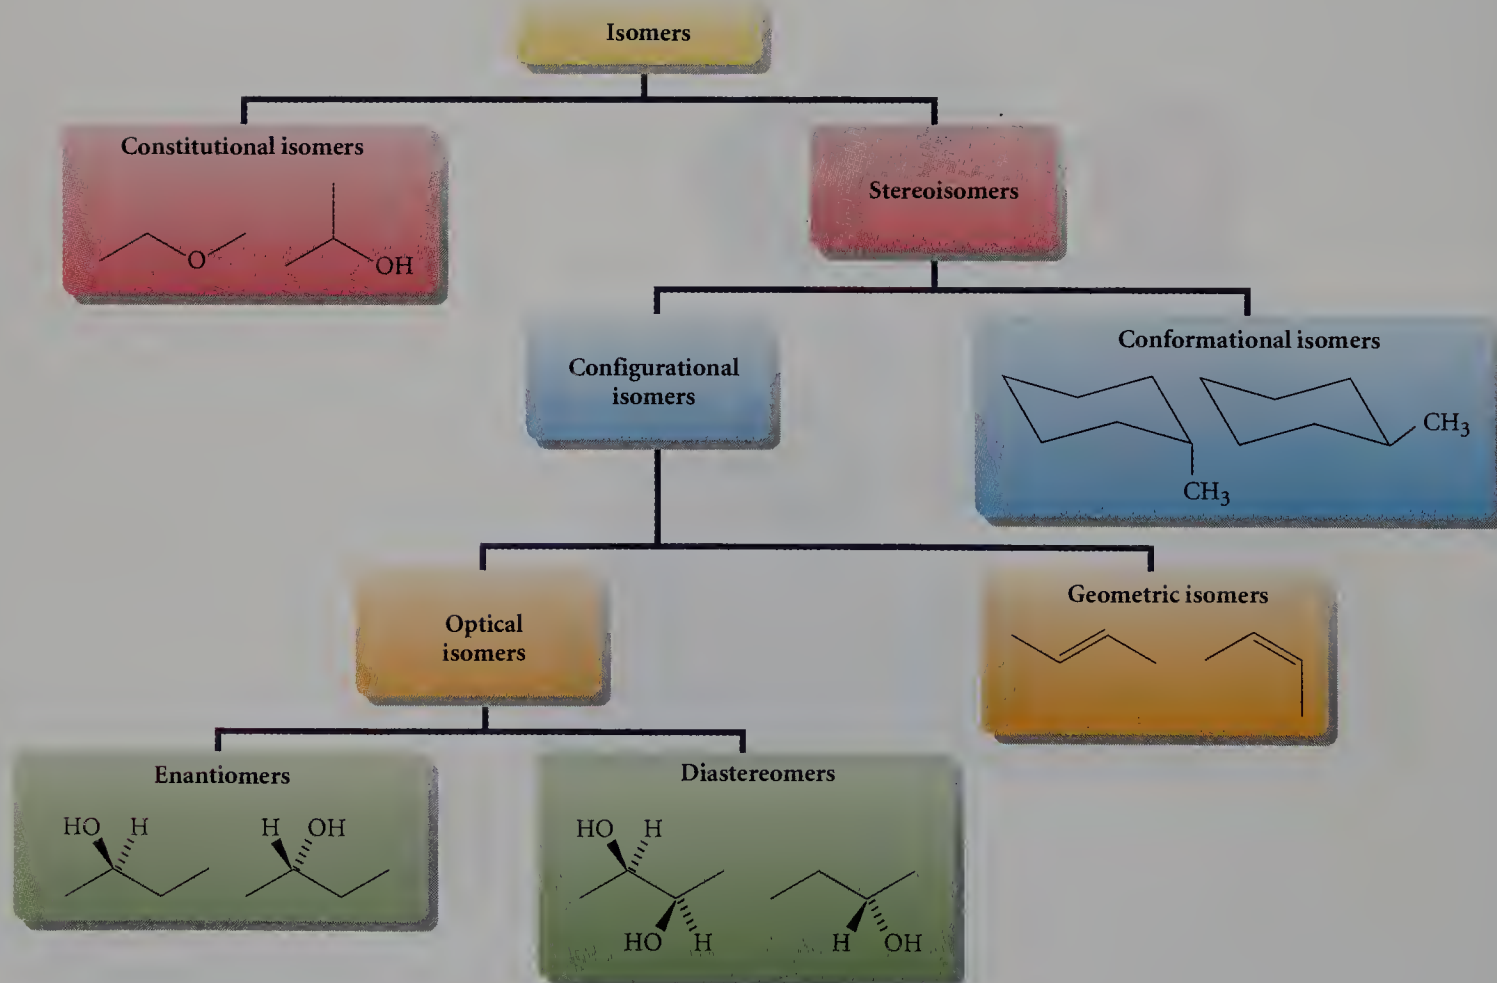 Isomers
Constitutional isomers
O
OH
Stereoisomers
Configurational
isomers
Conformational isomers
CH₃
CH₃
Optical
isomers
Geometric isomers
Enantiomers
HO H
H OH
Diastereomers
HO H
HO H
H OH